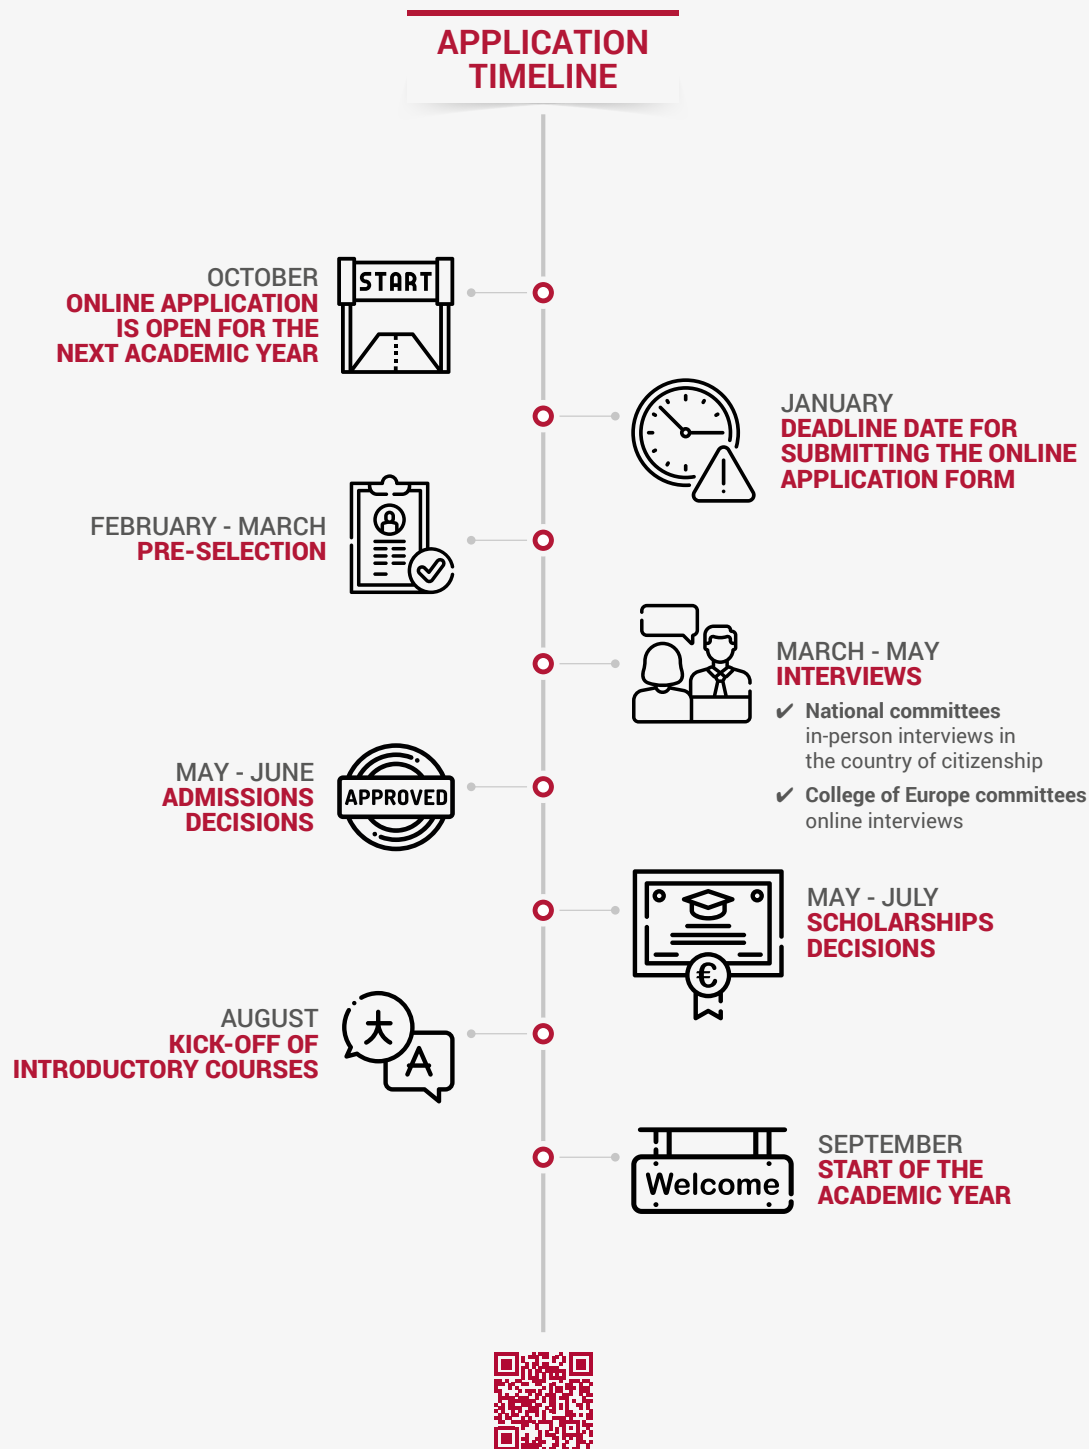 APPLICATION
TIMELINE
OCTOBER
ONLINE APPLICATION
IS OPEN FOR THE
NEXT ACADEMIC YEAR
START
JANUARY
DEADLINE DATE FOR
SUBMITTING THE ONLINE
APPLICATION FORM
FEBRUARY - MARCH
PRE-SELECTION
MARCH - MAY
INTERVIEWS
✔ National committees
in-person interviews in
the country of citizenship
✔ College of Europe committees
online interviews
MAY - JUNE
ADMISSIONS
DECISIONS
APPROVED
MAY - JULY
SCHOLARSHIPS
DECISIONS
€
AUGUST
KICK-OFF OF
INTRODUCTORY COURSES
大
A
SEPTEMBER
START OF THE
ACADEMIC YEAR
Welcome